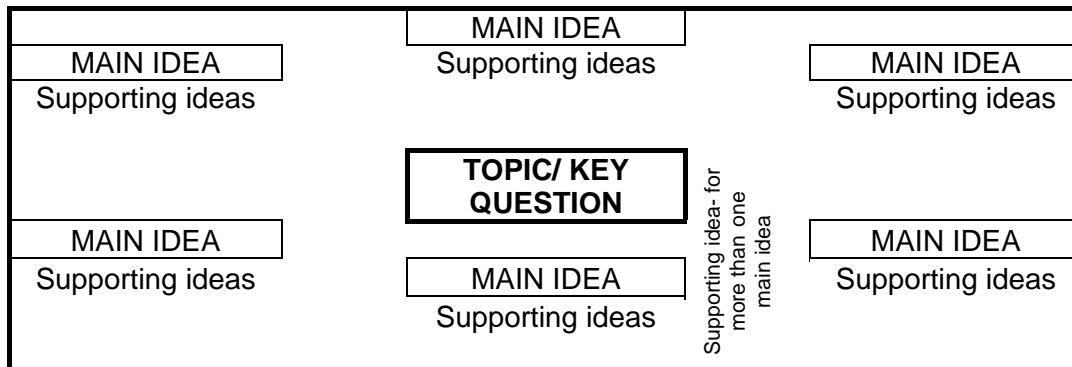 MAIN IDEA
Supporting ideas
MAIN IDEA
Supporting ideas
MAIN IDEA
Supporting ideas
TOPIC/ KEY
QUESTION
Supporting idea- for
more than one
main idea
MAIN IDEA
Supporting ideas
MAIN IDEA
Supporting ideas
MAIN IDEA
Supporting ideas